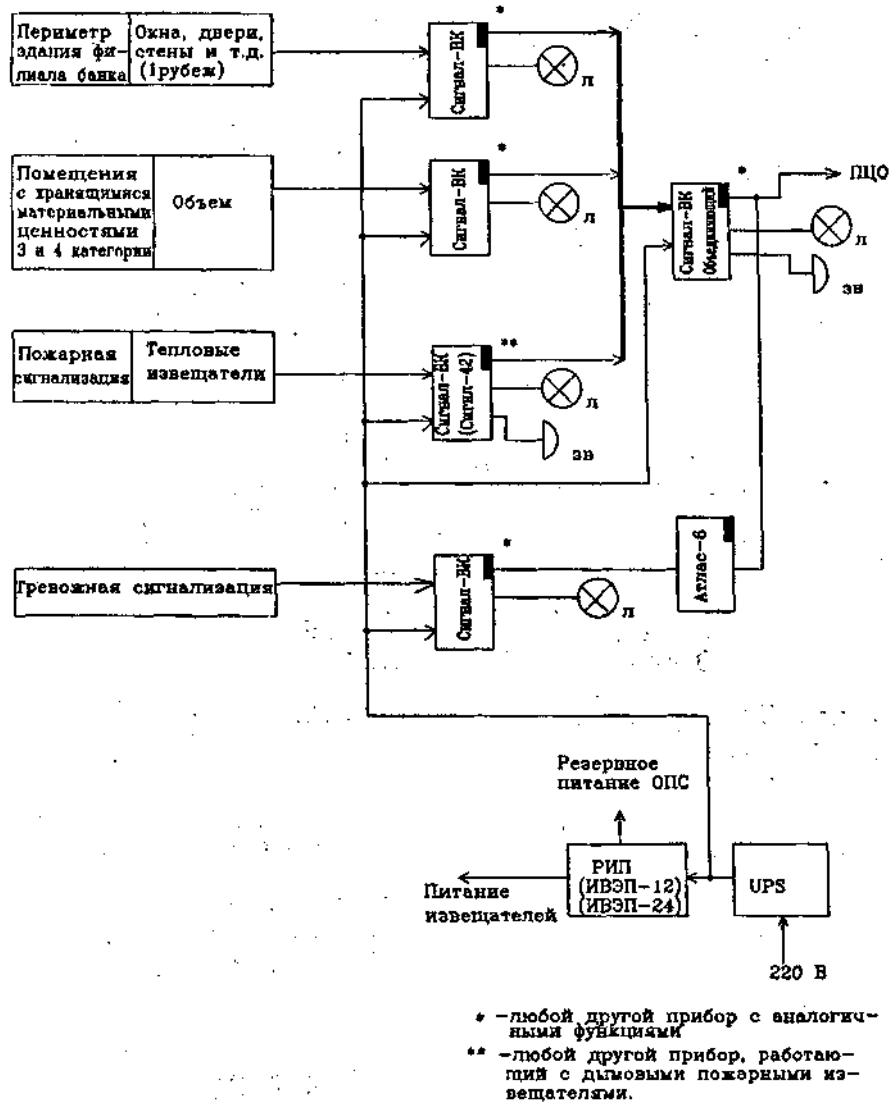 Периметр
здания фи-
лиала банка
Окна, двери,
стены и т.д.
(1рубеж)
Сигнал-ВК
*
Л
Помещения
с хранящимися
материальными
ценностями
3 и 4 категории
Объем
Сигнал-ВК
*
Л
Сигнал-ВК
Объединяющий
*
ПЦО
Л
ЗВ
Пожарная
сигнализация
Тепловые
извещатели
Сигнал-ВК
(Сигнл-42)
**
Л
ЗВ
Тревожная сигнализация
Сигнал-ВК
*
Л
Атлас-6
Резервное
питание ОПС
Питание
извещателей
РИП
(ИВЭП-12)
(ИВЭП-24)
UPS
220 В
* -любой другой прибор с аналогич-
ными функциями
** -любой другой прибор, работаю-
щий с дымовыми пожарными из-
вещателями.